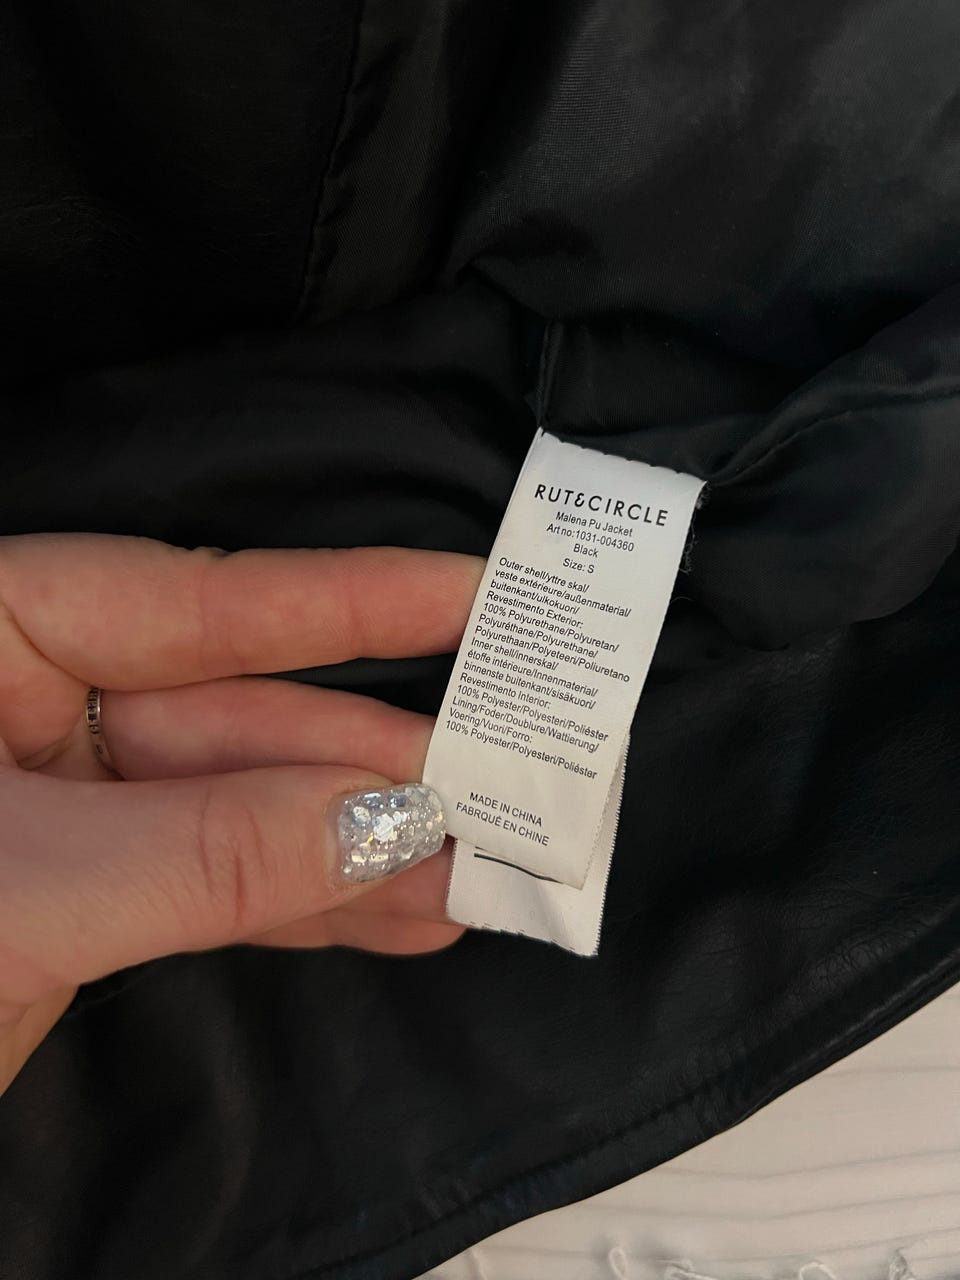 RUT&CIRCLE
Malena Pu Jacket
Art no:1031-004360
Black
Size: S
Outer shell/yttre skal/
veste extérieure/außenmaterial/
buitenkant/ulkokuori/
Revestimento Exterior:
100% Polyurethane/Polyuretan/
Polyuréthane/Polyurethane/
Polyurethaan/Polyeteeri/Poliuretano
Inner shell/innerskal/
étoffe intérieure/Innenmaterial/
binnenste buitenkant/sisäkuori/
Revestimento Interior:
100% Polyester/Polyesteri/Poliéster
Lining/Foder/Doublure/Wattierung/
Voering/Vuori/Forro:
100% Polyester/Polyesteri/Poliéster
MADE IN CHINA
FABRQUÉ EN CHINE